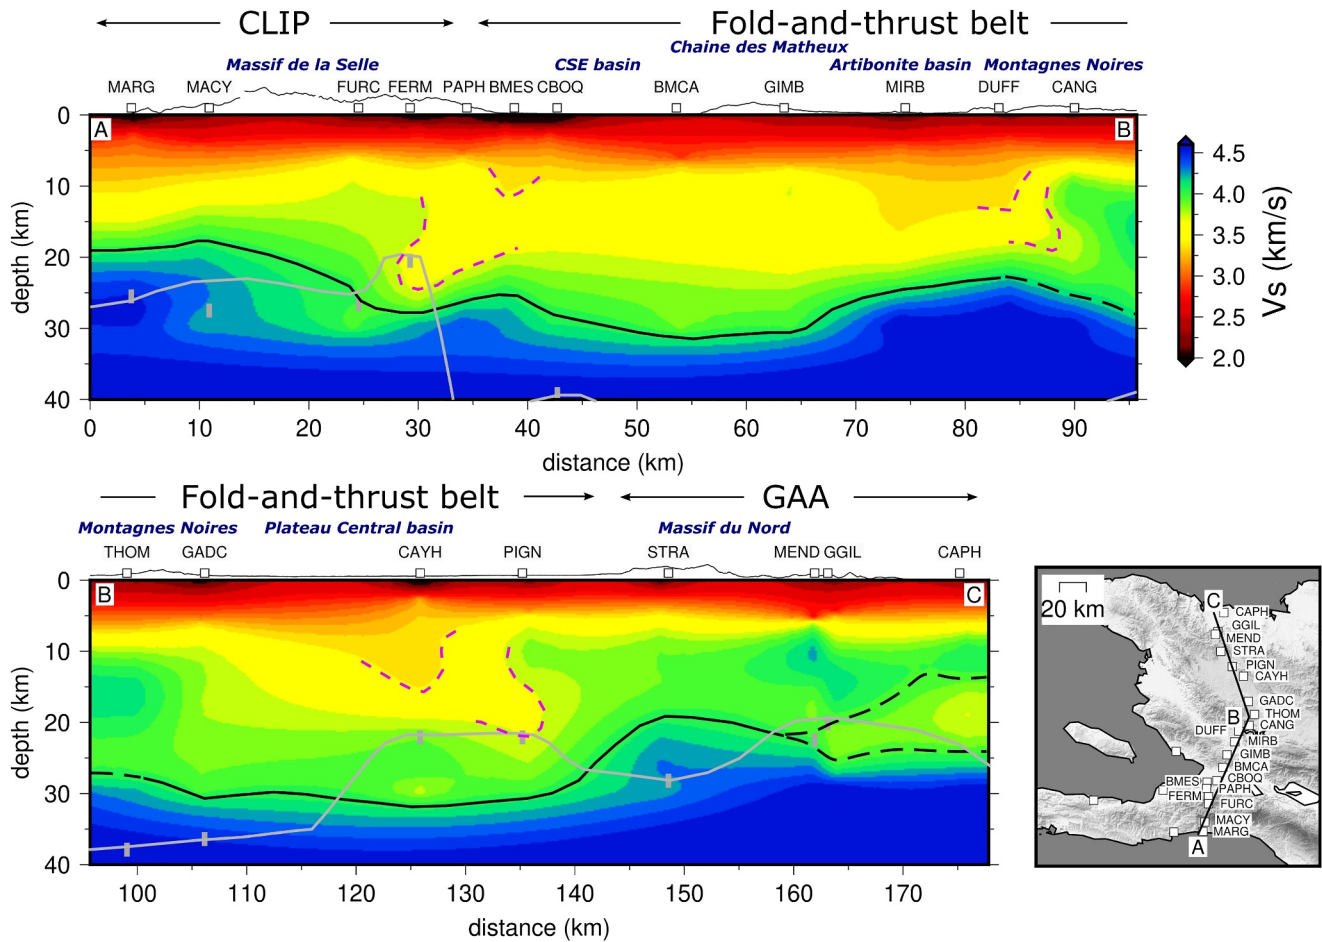 CLIP Fold-and-thrust belt
Chaine des Matheux
Massif de la Selle CSE basin Artibonite basin Montagnes Noires
MARG MACY FURC FERM PAPH BMES CBOQ BMCA GIMB MIRB DUFF CANG
A B
0
10
20
30
40
depth (km)
0 10 20 30 40 50 60 70 80 90
distance (km)
4.5
4.0
3.5
3.0
2.5
2.0
Vs (km/s)
Fold-and-thrust belt GAA
Montagnes Noires Plateau Central basin Massif du Nord
THOM GADC CAYH PIGN STRA MEND GGIL CAPH
B C
0
10
20
30
40
depth (km)
100 110 120 130 140 150 160 170
distance (km)
20 km
C
CAPH
GGIL
MEND
STRA
PIGN
CAYH
GADC
B THOM
CANG
DUFF
MIRB
GIMB
BMCA
CBOQ
BMES
PAPH
FERM
FURC
MACY
MARG
A